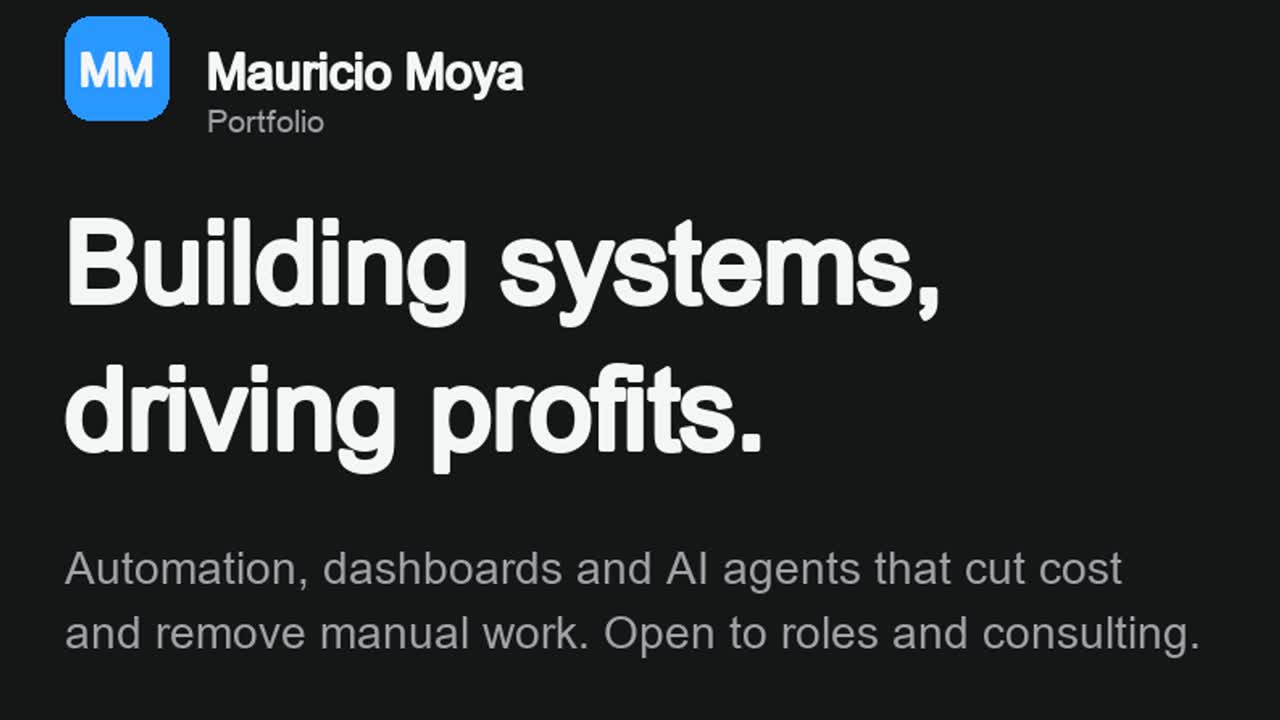 MM
Mauricio Moya
Portfolio
Building systems,
driving profits.
Automation, dashboards and AI agents that cut cost
and remove manual work. Open to roles and consulting.